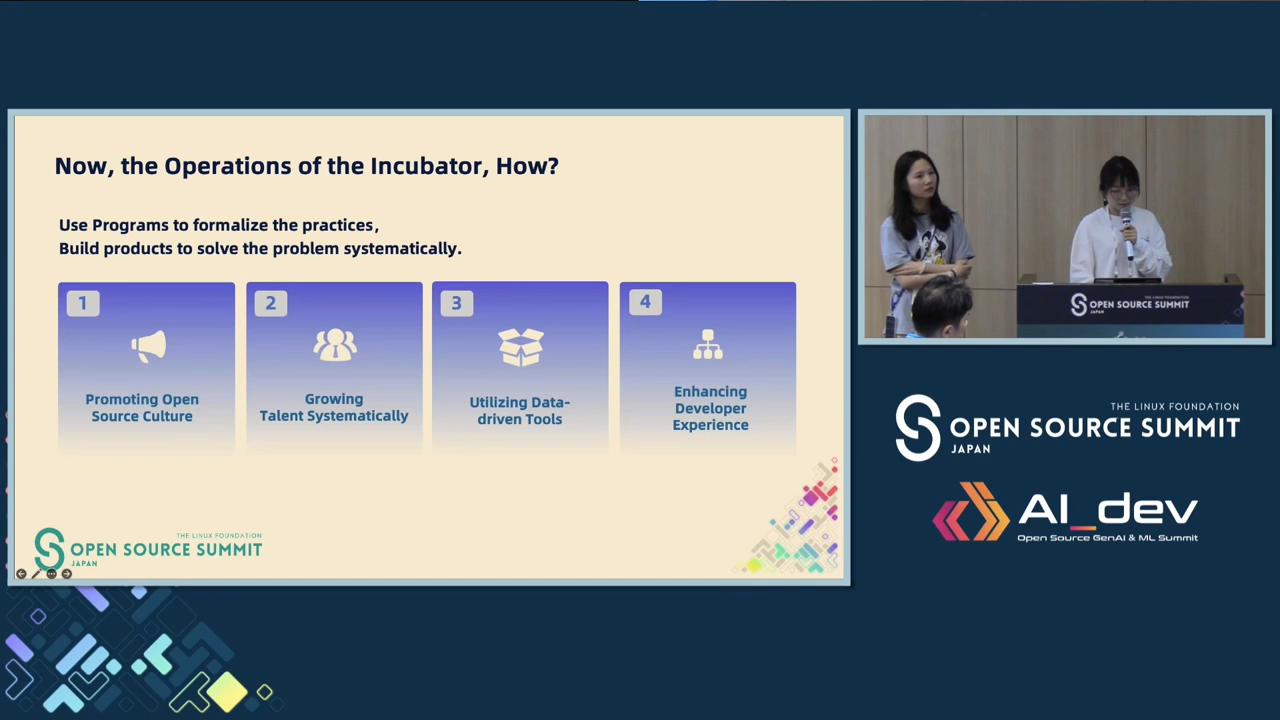 Now, the Operations of the Incubator, How?
Use Programs to formalize the practices,
Build products to solve the problem systematically.
1
Promoting Open
Source Culture
2
Growing
Talent Systematically
3
Utilizing Data-
driven Tools
4
Enhancing
Developer
Experience
THE LINUX FOUNDATION
OPEN SOURCE SUMMIT
JAPAN
THE LINUX FOUNDATION
OPEN SOURCE SUMMIT
JAPAN
THE LINUX FOUNDATION
OPEN SOURCE SUMMIT
JAPAN
AI_dev
Open Source GenAI & ML Summit